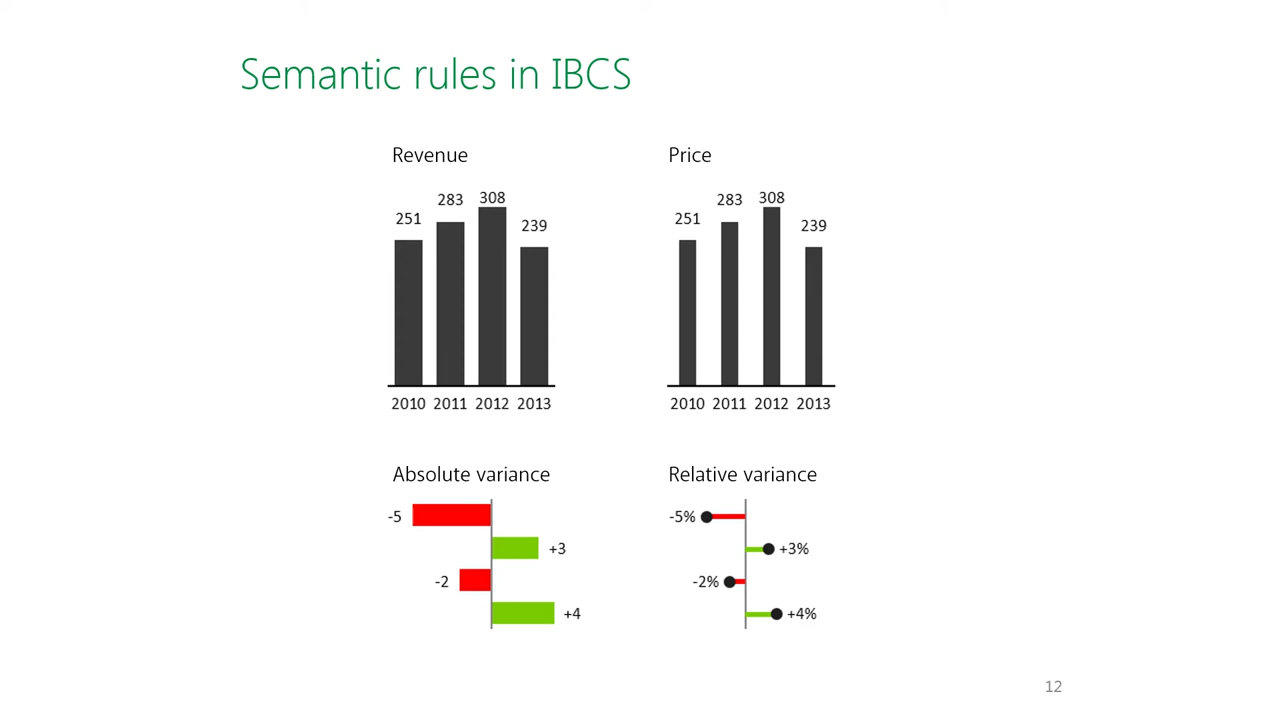 Semantic rules in IBCS
Revenue
251 283 308 239
2010 2011 2012 2013
Price
251 283 308 239
2010 2011 2012 2013
Absolute variance
-5
+3
-2
+4
Relative variance
-5%
+3%
-2%
+4%
12